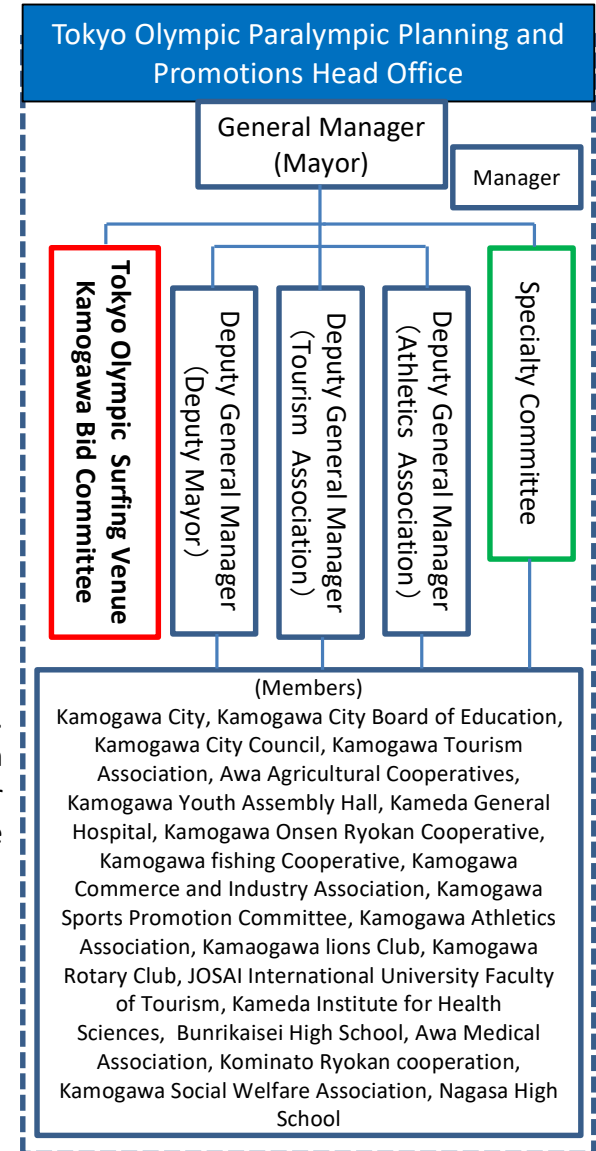 Tokyo Olympic Paralympic Planning and
Promotions Head Office
General Manager
(Mayor)
Manager
Tokyo Olympic Surfing Venue
Kamogawa Bid Committee
Deputy General Manager
(Deputy Mayor)
Deputy General Manager
(Tourism Association)
Deputy General Manager
(Athletics Association)
Specialty Committee
(Members)
Kamogawa City, Kamogawa City Board of Education,
Kamogawa City Council, Kamogawa Tourism
Association, Awa Agricultural Cooperatives,
Kamogawa Youth Assembly Hall, Kameda General
Hospital, Kamogawa Onsen Ryokan Cooperative,
Kamogawa fishing Cooperative, Kamogawa
Commerce and Industry Association, Kamogawa
Sports Promotion Committee, Kamogawa Athletics
Association, Kamaogawa lions Club, Kamogawa
Rotary Club, JOSAI International University Faculty
of Tourism, Kameda Institute for Health
Sciences, Bunrikaisei High School, Awa Medical
Association, Kominato Ryokan cooperation,
Kamogawa Social Welfare Association, Nagasa High
School